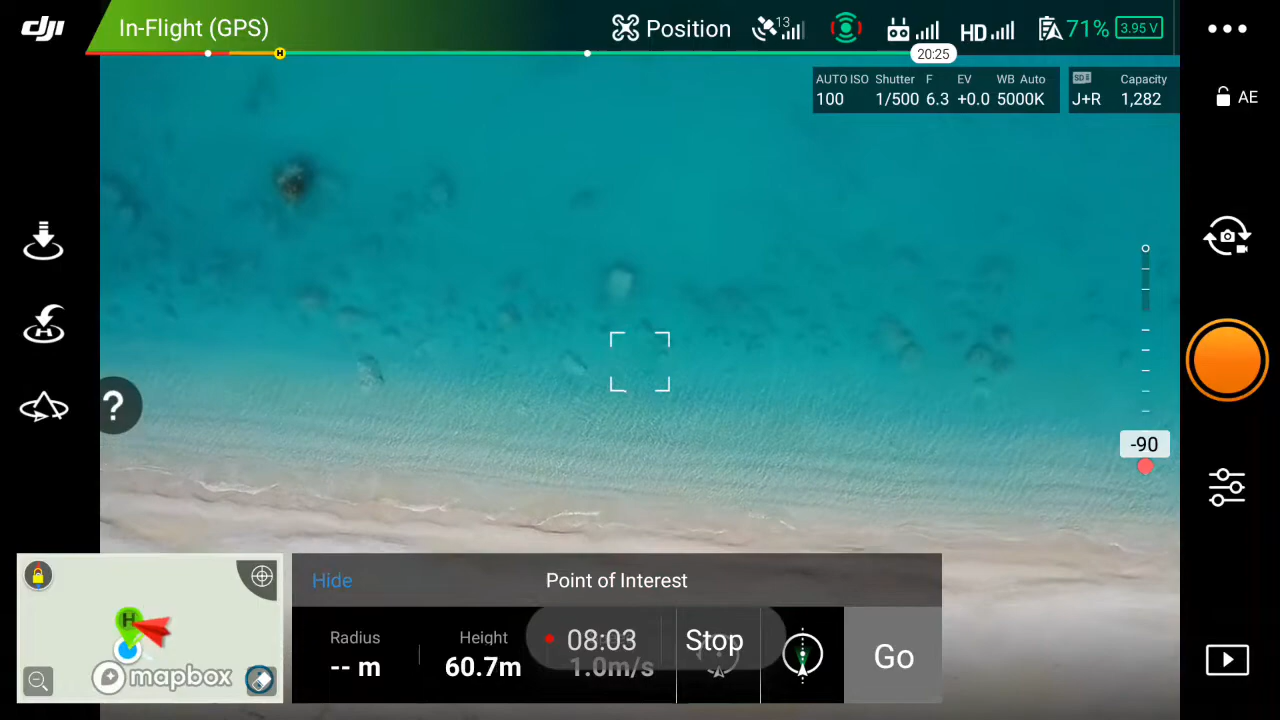 dji
In-Flight (GPS)
Position
13
HD
71%
3.95 V
H
20:25
AUTO ISO Shutter F EV WB Auto
100 1/500 6.3 +0.0 5000K
SD
Capacity
J+R 1,282
AE
?
-90
Hide
Point of Interest
Radius
-- m
Height
60.7m
08:03
1.0m/s
Stop
Go
H
mapbox